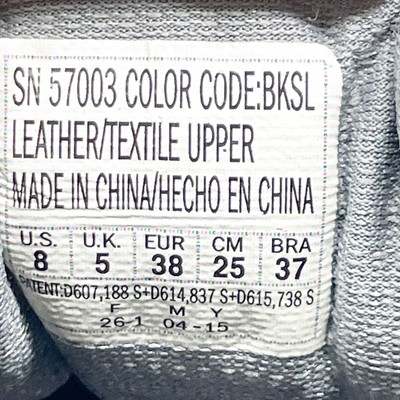 SN 57003 COLOR CODE:BKSL
LEATHER/TEXTILE UPPER
MADE IN CHINA/HECHO EN CHINA
U.S. U.K. EUR CM BRA
8 5 38 25 37
PATENT:D607,188 S+D614,837 S+D615,738 S
F M Y
26-1 04-15